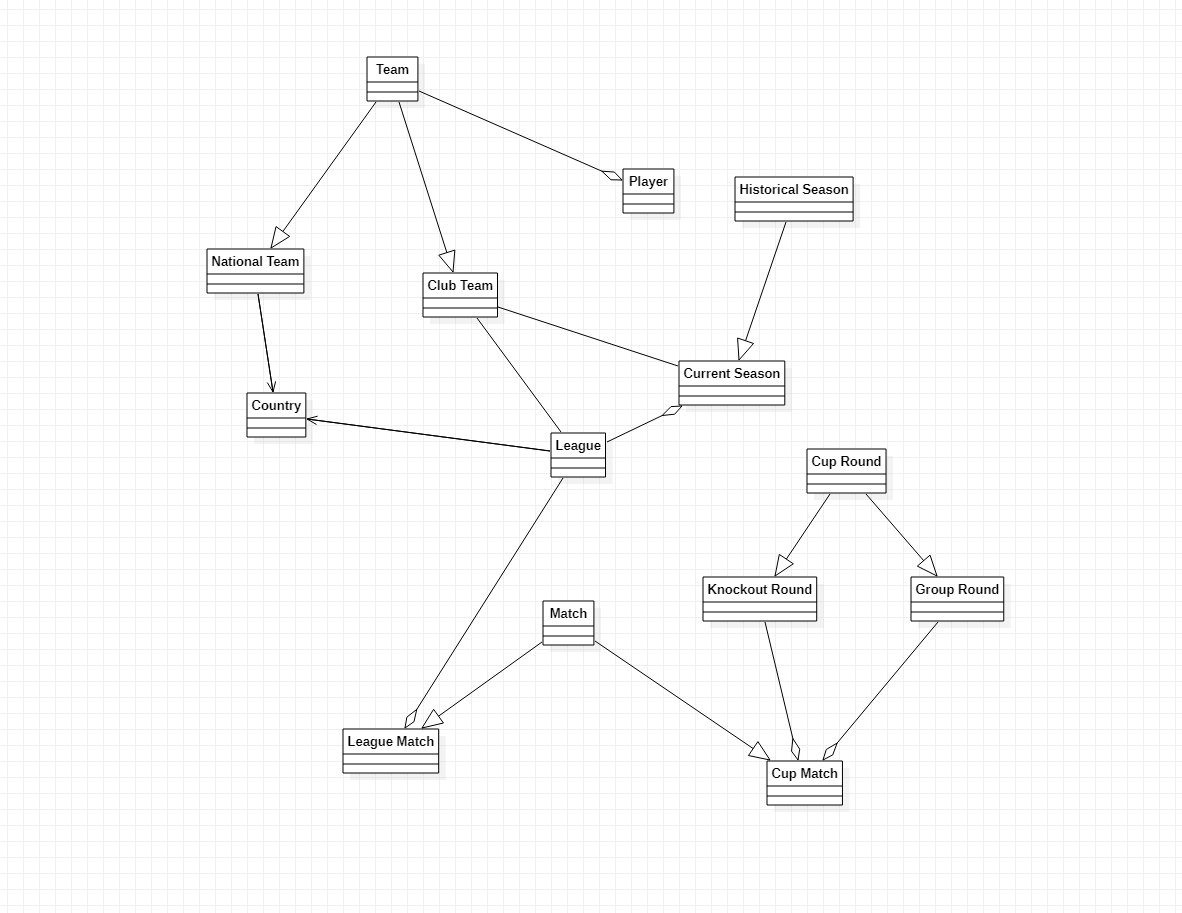 Team
Player
Historical Season
National Team
Club Team
Current Season
Country
League
Cup Round
Knockout Round
Group Round
Match
League Match
Cup Match